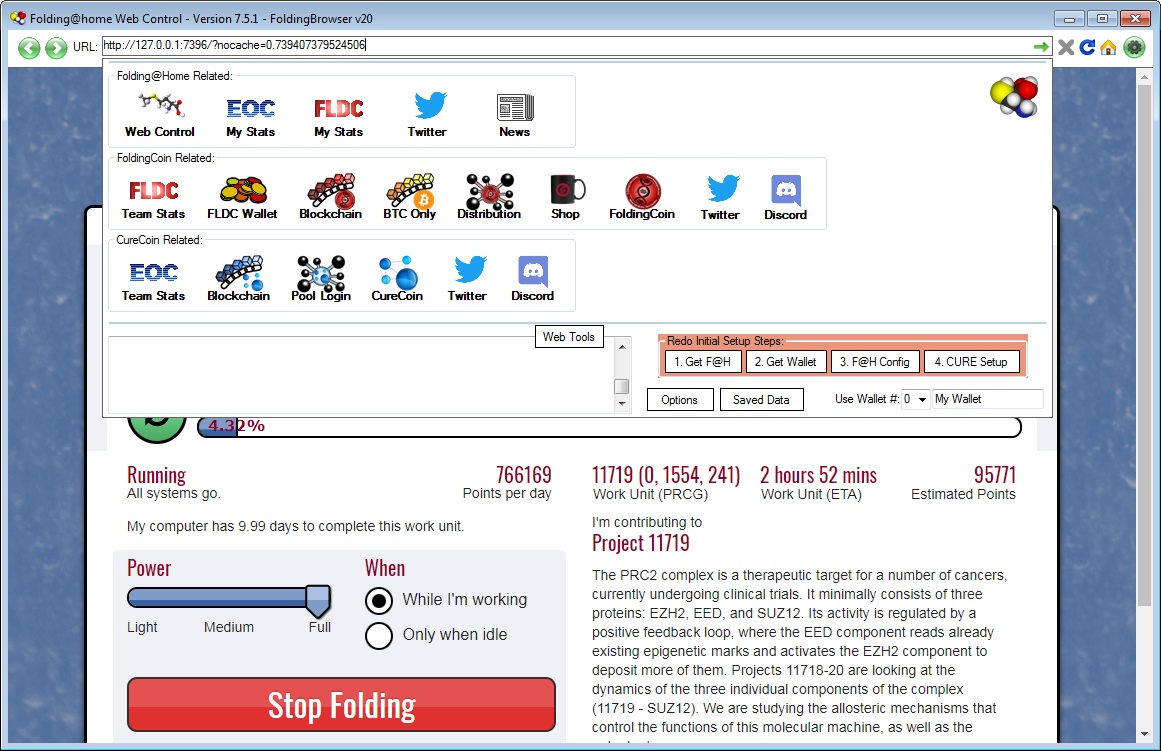 Folding@home Web Control - Version 7.5.1 - FoldingBrowser v20
URL: http://127.0.0.1:7396/?nocache=0.739407379524506
Folding@Home Related:
EOC FLDC
Web Control My Stats My Stats Twitter News
FoldingCoin Related:
FLDC
Team Stats FLDC Wallet Blockchain BTC Only Distribution Shop FoldingCoin Twitter Discord
CureCoin Related:
EOC
Team Stats Blockchain Pool Login CureCoin Twitter Discord
Web Tools
Redo Initial Setup Steps:
1. Get F@H 2. Get Wallet 3. F@H Config 4. CURE Setup
Options Saved Data Use Wallet #: 0 My Wallet
4.32%
Running 766169 11719 (0, 1554, 241) 2 hours 52 mins 95771
All systems go. Points per day Work Unit (PRCG) Work Unit (ETA) Estimated Points
My computer has 9.99 days to complete this work unit.
Power
Light Medium Full
When
While I'm working
Only when idle
Stop Folding
I'm contributing to
Project 11719
The PRC2 complex is a therapeutic target for a number of cancers,
currently undergoing clinical trials. It minimally consists of three
proteins: EZH2, EED, and SUZ12. Its activity is regulated by a
positive feedback loop, where the EED component reads already
existing epigenetic marks and activates the EZH2 component to
deposit more of them. Projects 11718-20 are looking at the
dynamics of the three individual components of the complex
(11719 - SUZ12). We are studying the allosteric mechanisms that
control the functions of this molecular machine, as well as the